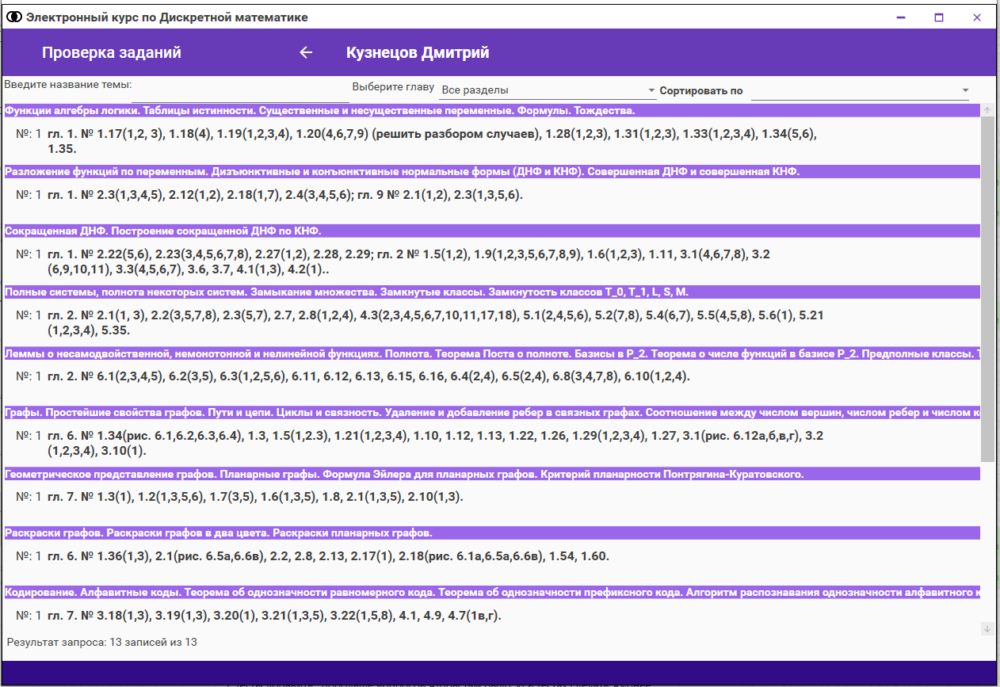 Электронный курс по Дискретной математике
Проверка заданий
Кузнецов Дмитрий
Введите название темы:
Выберите главу
Все разделы
Сортировать по
Функции алгебры логики. Таблицы истинности. Существенные и несущественные переменные. Формулы. Тождества.
№: 1 гл. 1. № 1.17(1,2, 3), 1.18(4), 1.19(1,2,3,4), 1.20(4,6,7,9) (решить разбором случаев), 1.28(1,2,3), 1.31(1,2,3), 1.33(1,2,3,4), 1.34(5,6),
1.35.
Разложение функций по переменным. Дизъюнктивные и конъюнктивные нормальные формы (ДНФ и КНФ). Совершенная ДНФ и совершенная КНФ.
№: 1 гл. 1. № 2.3(1,3,4,5), 2.12(1,2), 2.18(1,7), 2.4(3,4,5,6); гл. 9 № 2.1(1,2), 2.3(1,3,5,6).
Сокращенная ДНФ. Построение сокращенной ДНФ по КНФ.
№: 1 гл. 1. № 2.22(5,6), 2.23(3,4,5,6,7,8), 2.27(1,2), 2.28, 2.29; гл. 2 № 1.5(1,2), 1.9(1,2,3,5,6,7,8,9), 1.6(1,2,3), 1.11, 3.1(4,6,7,8), 3.2
(6,9,10,11), 3.3(4,5,6,7), 3.6, 3.7, 4.1(1,3), 4.2(1)..
Полные системы, полнота некоторых систем. Замыкание множества. Замкнутые классы. Замкнутость классов T_0, T_1, L, S, M.
№: 1 гл. 2. № 2.1(1, 3), 2.2(3,5,7,8), 2.3(5,7), 2.7, 2.8(1,2,4), 4.3(2,3,4,5,6,7,10,11,17,18), 5.1(2,4,5,6), 5.2(7,8), 5.4(6,7), 5.5(4,5,8), 5.6(1), 5.21
(1,2,3,4), 5.35.
Леммы о несамодвойственной, немонотонной и нелинейной функциях. Полнота. Теорема Поста о полноте. Базисы в P_2. Теорема о числе функций в базисе P_2. Предполные классы.
№: 1 гл. 2. № 6.1(2,3,4,5), 6.2(3,5), 6.3(1,2,5,6), 6.11, 6.12, 6.13, 6.15, 6.16, 6.4(2,4), 6.5(2,4), 6.8(3,4,7,8), 6.10(1,2,4).
Графы. Простейшие свойства графов. Пути и цепи. Циклы и связность. Удаление и добавление ребер в связных графах. Соотношение между числом вершин, числом ребер и числом
№: 1 гл. 6. № 1.34(рис. 6.1,6.2,6.3,6.4), 1.3, 1.5(1,2.3), 1.21(1,2,3,4), 1.10, 1.12, 1.13, 1.22, 1.26, 1.29(1,2,3,4), 1.27, 3.1(рис. 6.12а,б,в,г), 3.2
(1,2,3,4), 3.10(1).
Геометрическое представление графов. Планарные графы. Формула Эйлера для планарных графов. Критерий планарности Понтрягина-Куратовского.
№: 1 гл. 7. № 1.3(1), 1.2(1,3,5,6), 1.7(3,5), 1.6(1,3,5), 1.8, 2.1(1,3,5), 2.10(1,3).
Раскраски графов. Раскраски графов в два цвета. Раскраски планарных графов.
№: 1 гл. 6. № 1.36(1,3), 2.1(рис. 6.5а,6.6в), 2.2, 2.8, 2.13, 2.17(1), 2.18(рис. 6.1а,6.5а,6.6в), 1.54, 1.60.
Кодирование. Алфавитные коды. Теорема об однозначности равномерного кода. Теорема об однозначности префиксного кода. Алгоритм распознавания однозначности алфавитного
№: 1 гл. 7. № 3.18(1,3), 3.19(1,3), 3.20(1), 3.21(1,3,5), 3.22(1,5,8), 4.1, 4.9, 4.7(1в,г).
Результат запроса: 13 записей из 13